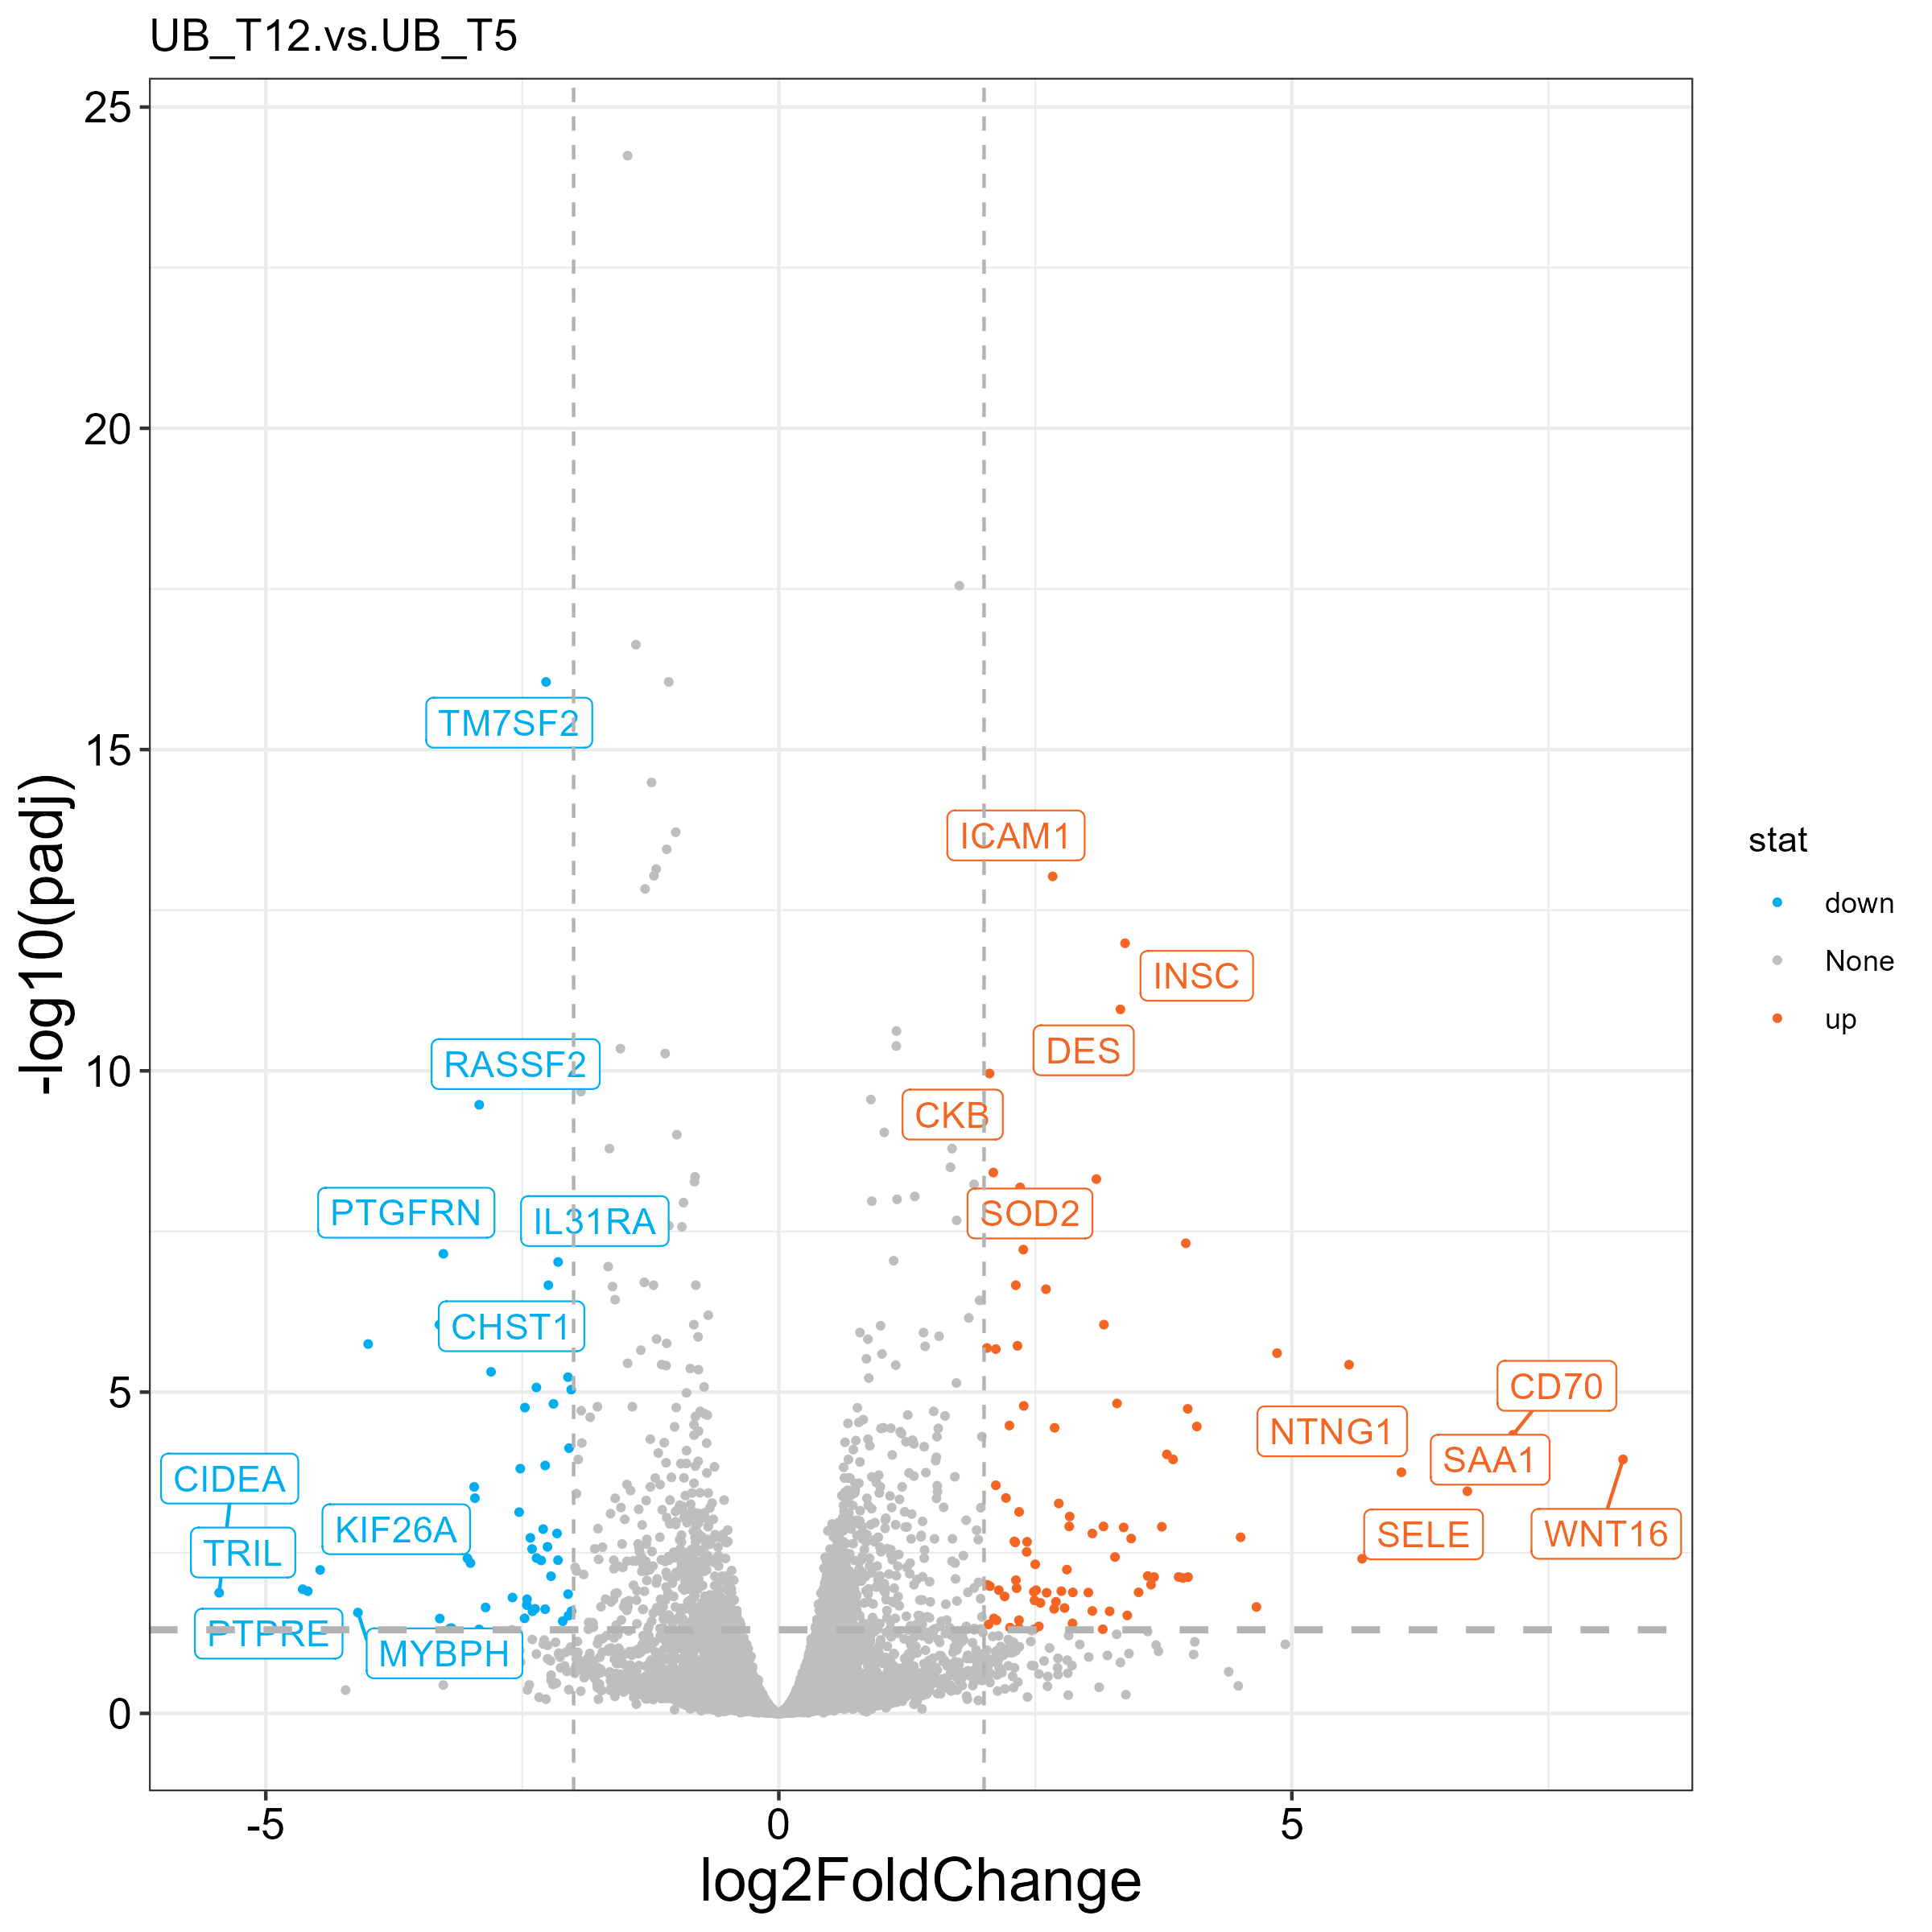 UB_T12.vs.UB_T5
25
20
15
10
5
0
-log10(padj)
-5
0
5
log2FoldChange
TM7SF2
ICAM1
INSC
DES
RASSF2
CKB
PTGFRN
IL31RA
SOD2
CHST1
CD70
NTNG1
SAA1
CIDEA
KIF26A
SELE
WNT16
TRIL
PTPRE
MYBPH
stat
down
None
up